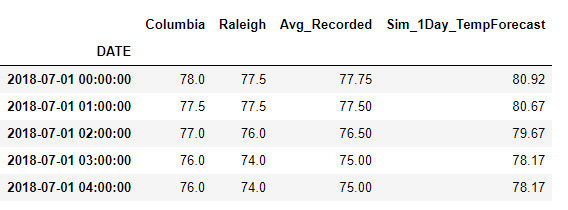 Columbia Raleigh Avg_Recorded Sim_1Day_TempForecast
DATE
2018-07-01 00:00:00 78.0 77.5 77.75 80.92
2018-07-01 01:00:00 77.5 77.5 77.50 80.67
2018-07-01 02:00:00 77.0 76.0 76.50 79.67
2018-07-01 03:00:00 76.0 74.0 75.00 78.17
2018-07-01 04:00:00 76.0 74.0 75.00 78.17